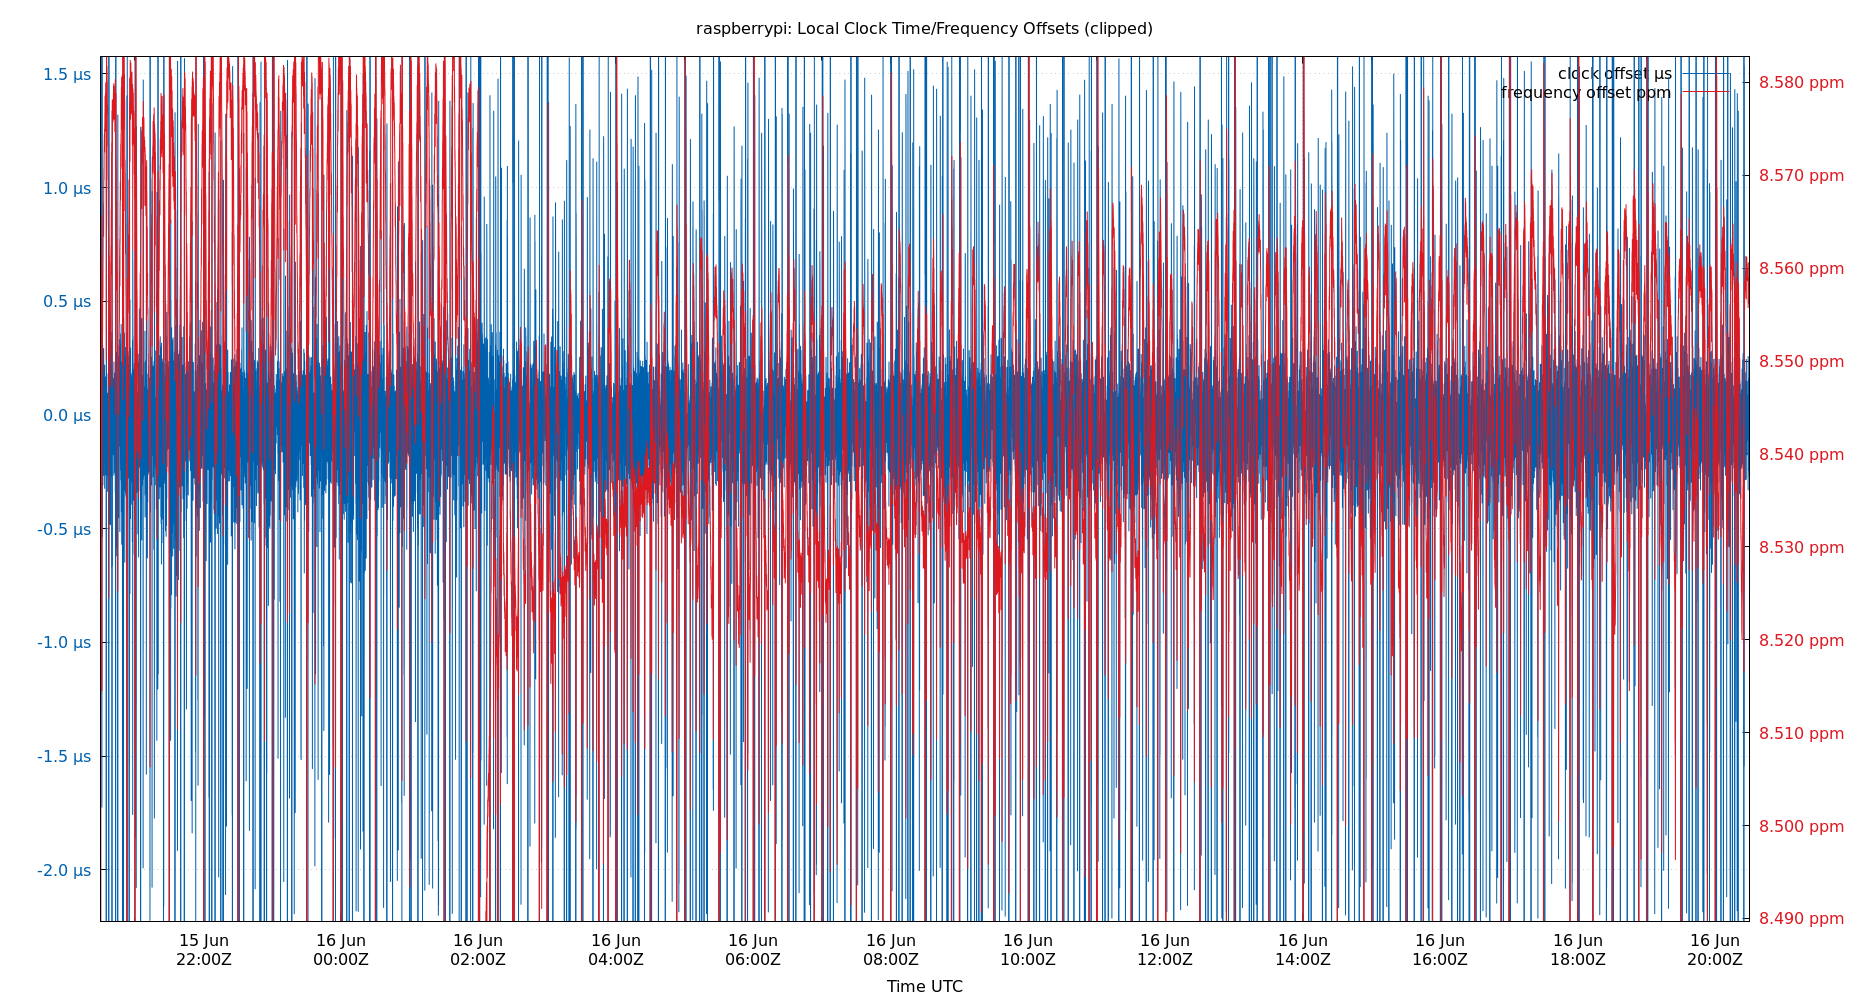 raspberrypi: Local Clock Time/Frequency Offsets (clipped)
clock offset µs
frequency offset ppm
1.5 µs
1.0 µs
0.5 µs
0.0 µs
-0.5 µs
-1.0 µs
-1.5 µs
-2.0 µs
8.580 ppm
8.570 ppm
8.560 ppm
8.550 ppm
8.540 ppm
8.530 ppm
8.520 ppm
8.510 ppm
8.500 ppm
8.490 ppm
15 Jun 16 Jun 16 Jun 16 Jun 16 Jun 16 Jun 16 Jun 16 Jun 16 Jun 16 Jun 16 Jun 16 Jun
22:00Z 00:00Z 02:00Z 04:00Z 06:00Z 08:00Z 10:00Z 12:00Z 14:00Z 16:00Z 18:00Z 20:00Z
Time UTC